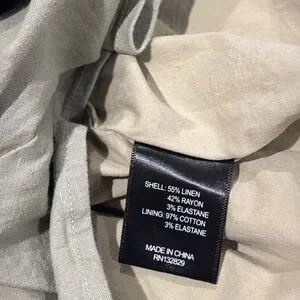 SHELL: 55% LINEN
42% RAYON
3% ELASTANE
LINING: 97% COTTON
3% ELASTANE
MADE IN CHINA
RN132829